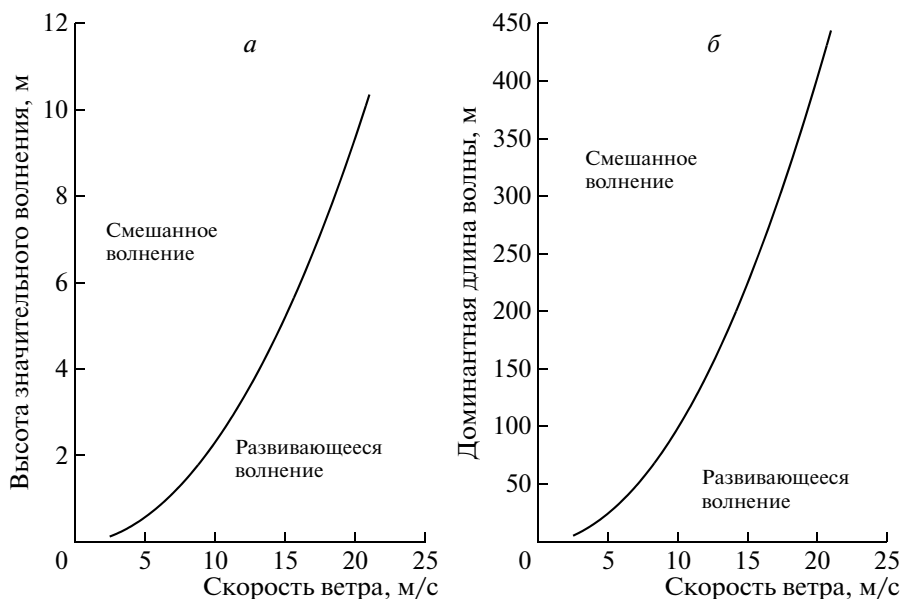 а
Высота значительного волнения, м
12
10
8
6
4
2
0
5
10
15
20
25
Смешанное
волнение
Развивающееся
волнение
Скорость ветра, м/с
б
Доминантная длина волны, м
450
400
350
300
250
200
150
100
50
0
5
10
15
20
25
Смешанное
волнение
Развивающееся
волнение
Скорость ветра, м/с